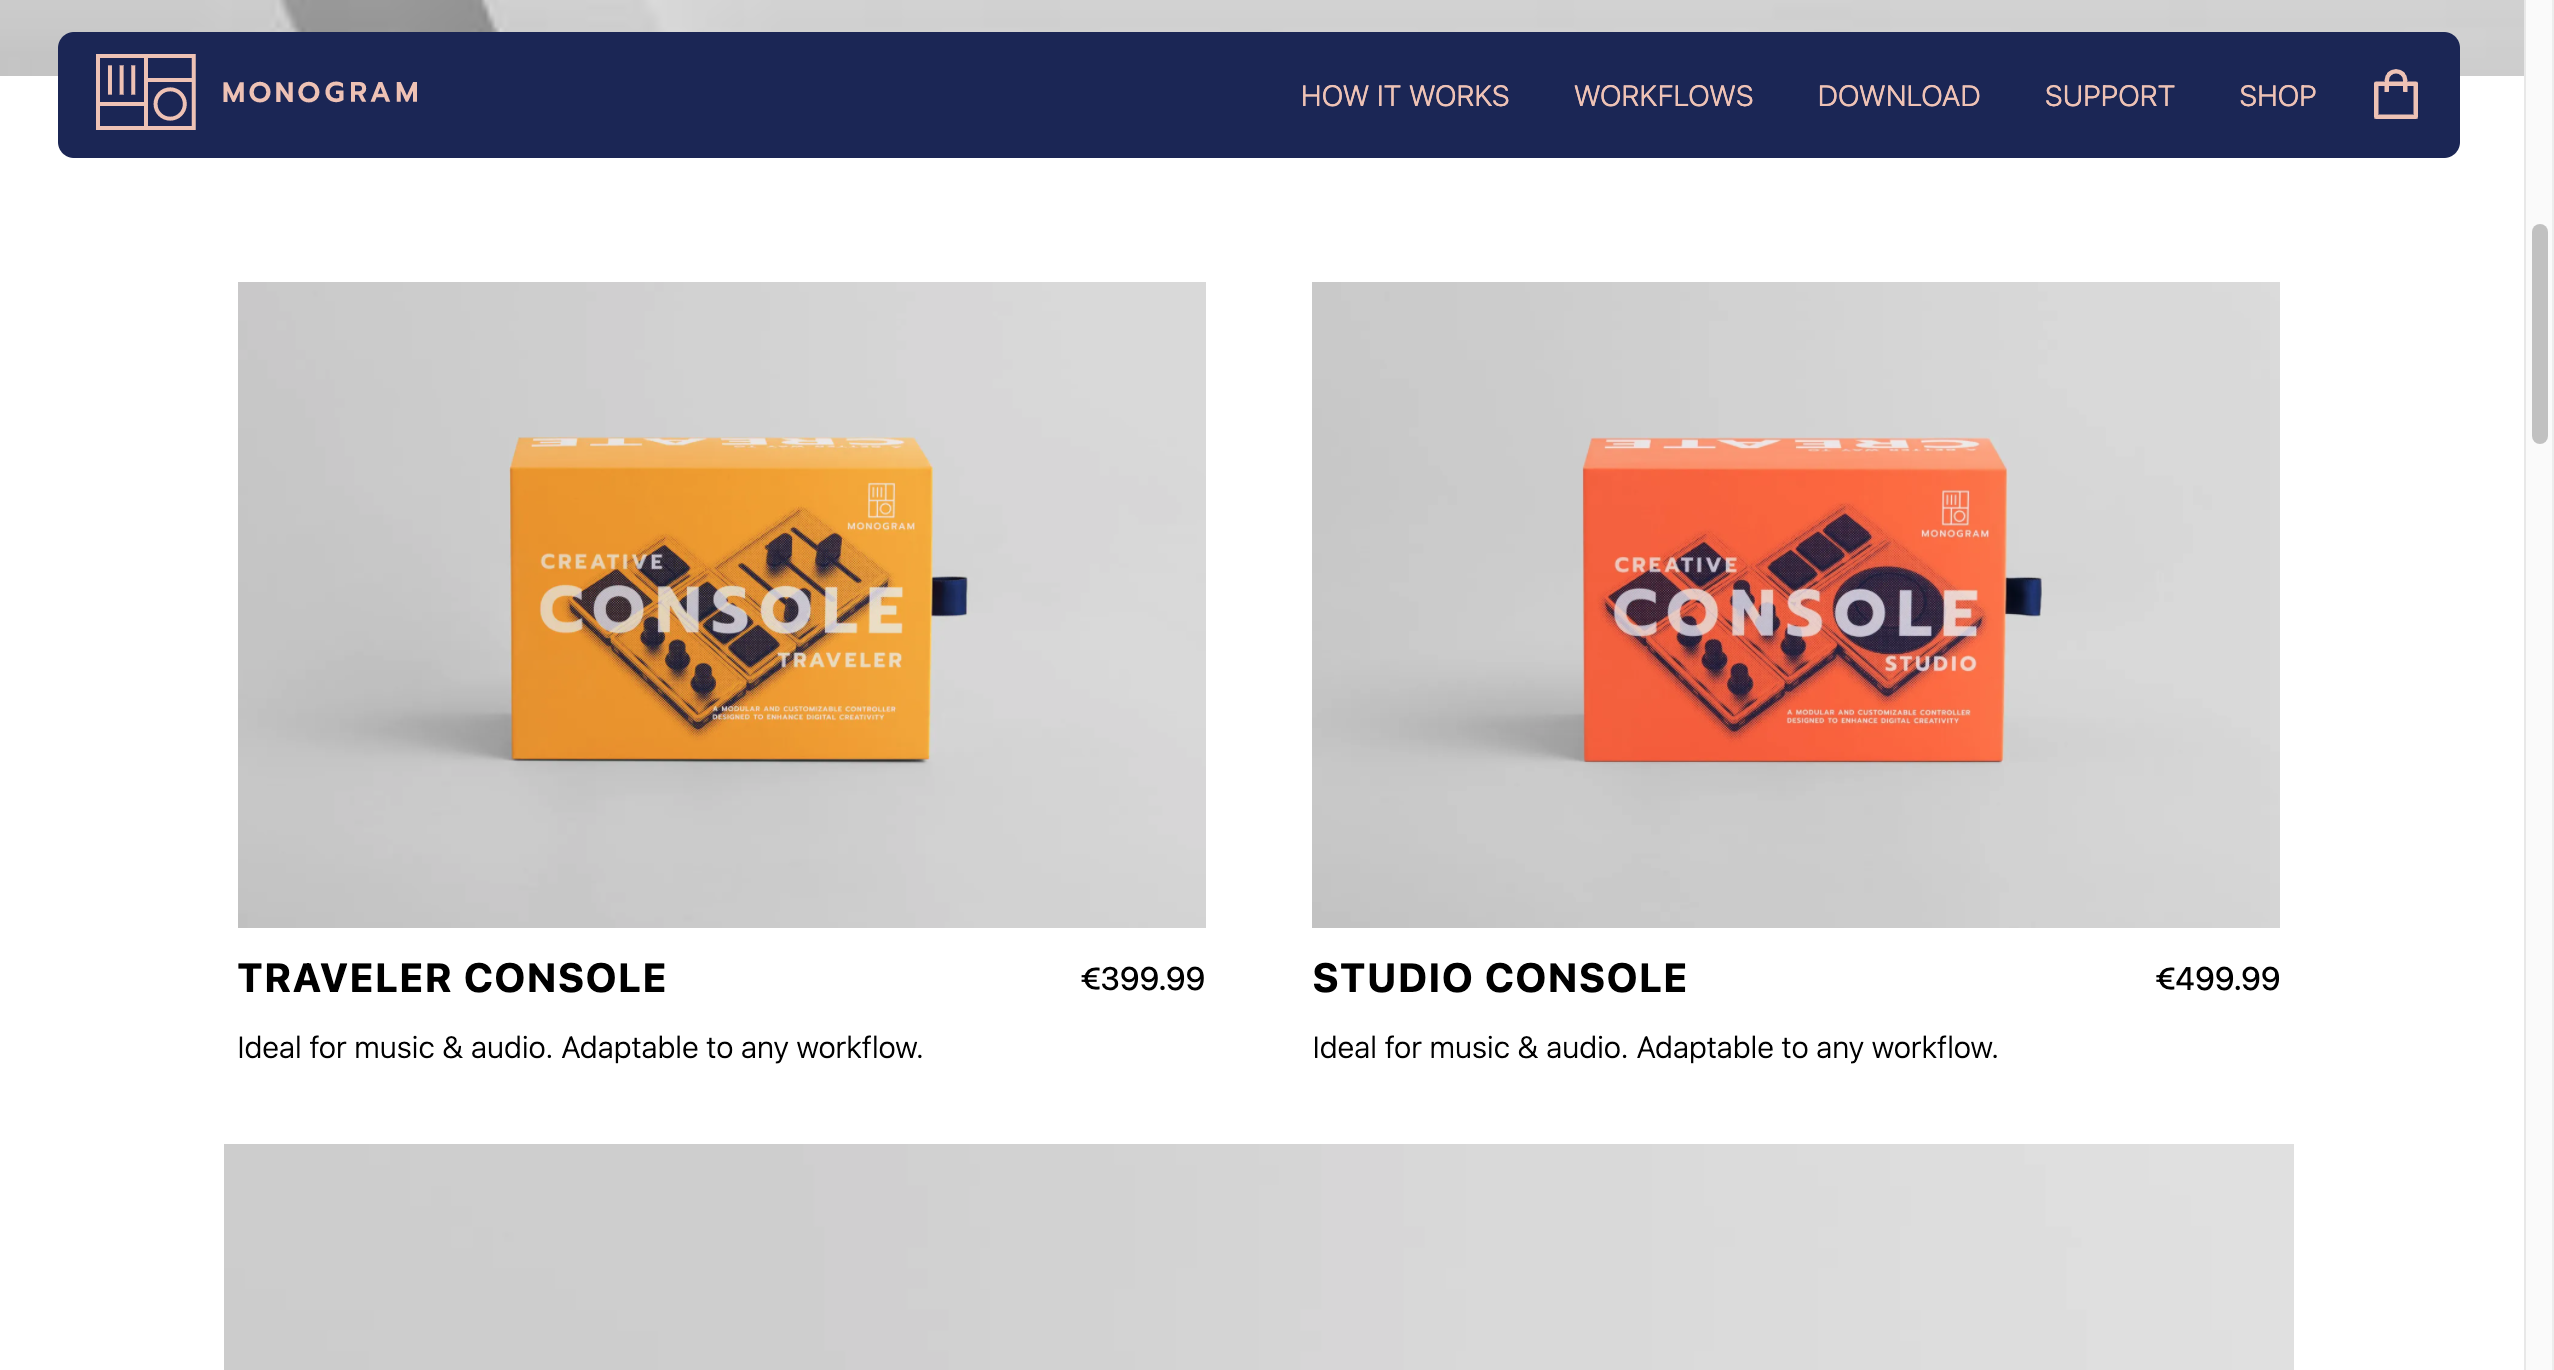 MONOGRAM
HOW IT WORKS
WORKFLOWS
DOWNLOAD
SUPPORT
SHOP
CREATE
MONOGRAM
CREATIVE
CONSOLE
TRAVELER
A MODULAR AND CUSTOMIZABLE CONTROLLER
DESIGNED TO ENHANCE DIGITAL CREATIVITY
CREATE
MONOGRAM
CREATIVE
CONSOLE
STUDIO
A MODULAR AND CUSTOMIZABLE CONTROLLER
DESIGNED TO ENHANCE DIGITAL CREATIVITY
TRAVELER CONSOLE
€399.99
Ideal for music & audio. Adaptable to any workflow.
STUDIO CONSOLE
€499.99
Ideal for music & audio. Adaptable to any workflow.